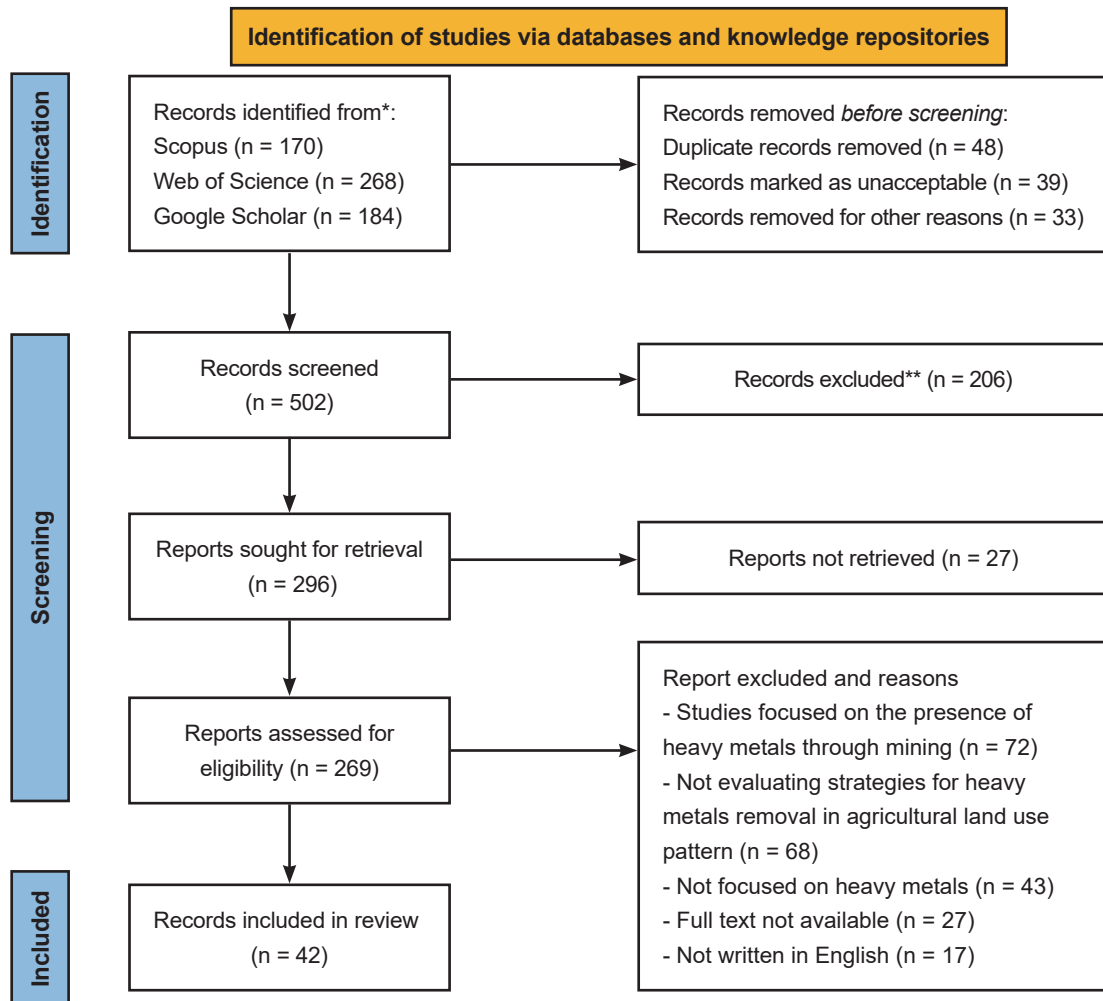 Identification of studies via databases and knowledge repositories
Identification
Records identified from*:
Scopus (n = 170)
Web of Science (n = 268)
Google Scholar (n = 184)
Records removed before screening:
Duplicate records removed (n = 48)
Records marked as unacceptable (n = 39)
Records removed for other reasons (n = 33)
Screening
Records screened
(n = 502)
Records excluded** (n = 206)
Reports sought for retrieval
(n = 296)
Reports not retrieved (n = 27)
Reports assessed for
eligibility (n = 269)
Report excluded and reasons
- Studies focused on the presence of
heavy metals through mining (n = 72)
- Not evaluating strategies for heavy
metals removal in agricultural land use
pattern (n = 68)
- Not focused on heavy metals (n = 43)
- Full text not available (n = 27)
- Not written in English (n = 17)
Included
Records included in review
(n = 42)